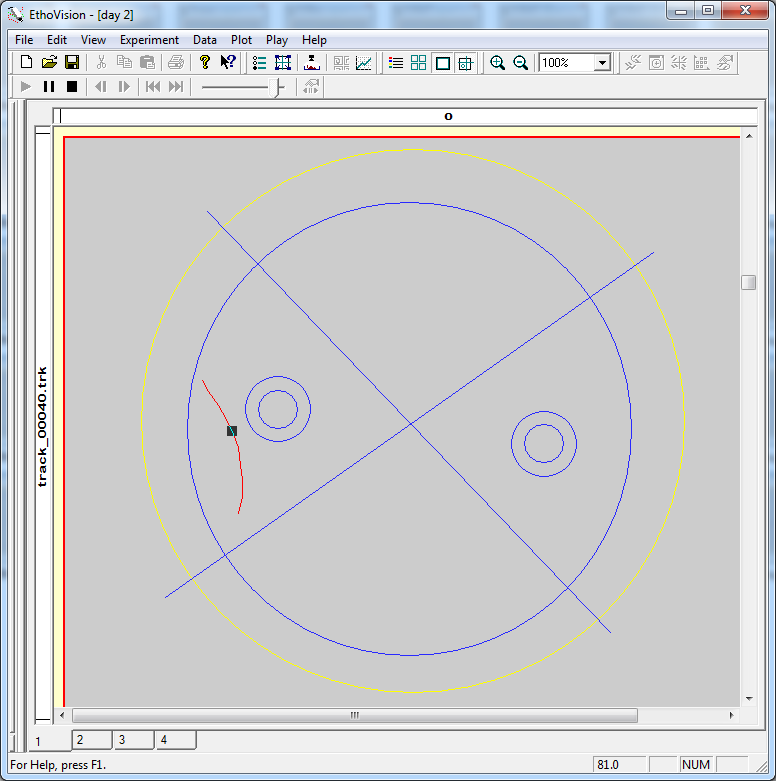 EthoVision - [day 2]
File Edit View Experiment Data Plot Play Help
100%
o
track_00040.trk
1 2 3 4
For Help, press F1. 81.0 NUM